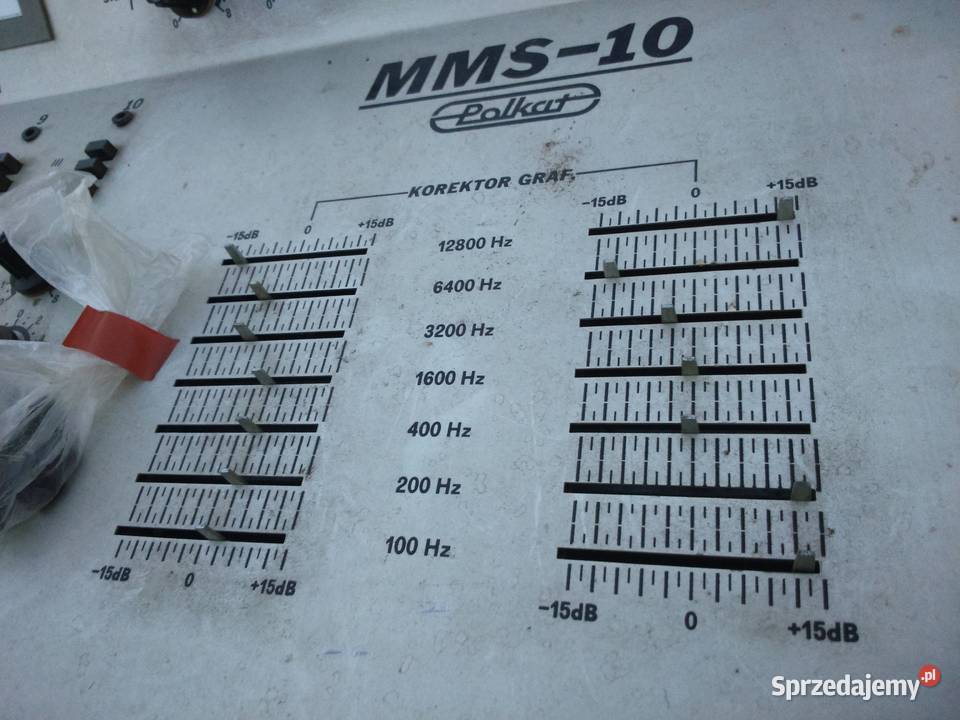 MMS-10
Polkat
9
10
KOREKTOR GRAF.
-15dB 0 +15dB
-15dB 0 +15dB
12800 Hz
6400 Hz
3200 Hz
1600 Hz
400 Hz
200 Hz
100 Hz
-15dB 0 +15dB
-15dB 0 +15dB
Sprzedajemy.pl